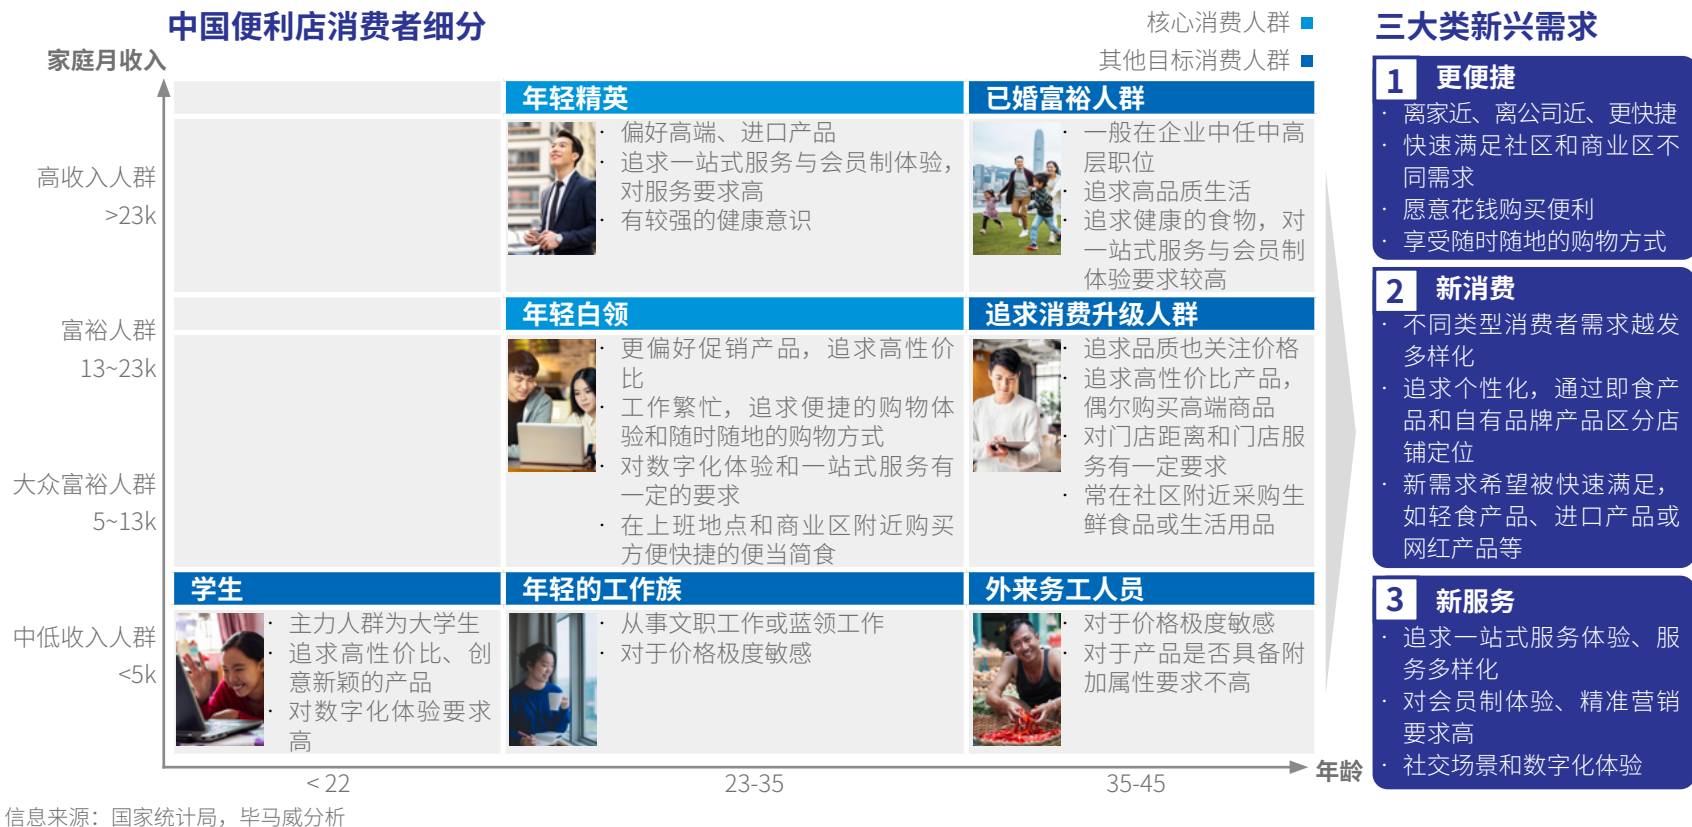 中国便利店消费者细分
核心消费人群
其他目标消费人群
家庭月收入
年轻精英
已婚富裕人群
高收入人群
>23k
· 偏好高端、进口产品
· 追求一站式服务与会员制体验，
对服务要求高
· 有较强的健康意识
· 一般在企业中任中高
层职位
· 追求高品质生活
· 追求健康的食物，对
一站式服务与会员制
体验要求较高
年轻白领
追求消费升级人群
富裕人群
13~23k
大众富裕人群
5~13k
· 更偏好促销产品，追求高性价
比
· 工作繁忙，追求便捷的购物体
验和随时随地的购物方式
· 对数字化体验和一站式服务有
一定的要求
· 在上班地点和商业区附近购买
方便快捷的便当简食
· 追求品质也关注价格
· 追求高性价比产品，
偶尔购买高端商品
· 对门店距离和门店服
务有一定要求
· 常在社区附近采购生
鲜食品或生活用品
学生
年轻的工作族
外来务工人员
中低收入人群
<5k
· 主力人群为大学生
· 追求高性价比、创
意新颖的产品
· 对数字化体验要求
高
· 从事文职工作或蓝领工作
· 对于价格极度敏感
· 对于价格极度敏感
· 对于产品是否具备附
加属性要求不高
< 22
23-35
35-45
年龄
三大类新兴需求
1 更便捷
· 离家近、离公司近、更快捷
· 快速满足社区和商业区不
同需求
· 愿意花钱购买便利
· 享受随时随地的购物方式
2 新消费
· 不同类型消费者需求越发
多样化
· 追求个性化，通过即食产
品和自有品牌产品区分店
铺定位
· 新需求希望被快速满足，
如轻食产品、进口产品或
网红产品等
3 新服务
· 追求一站式服务体验、服
务多样化
· 对会员制体验、精准营销
要求高
· 社交场景和数字化体验
信息来源：国家统计局，毕马威分析